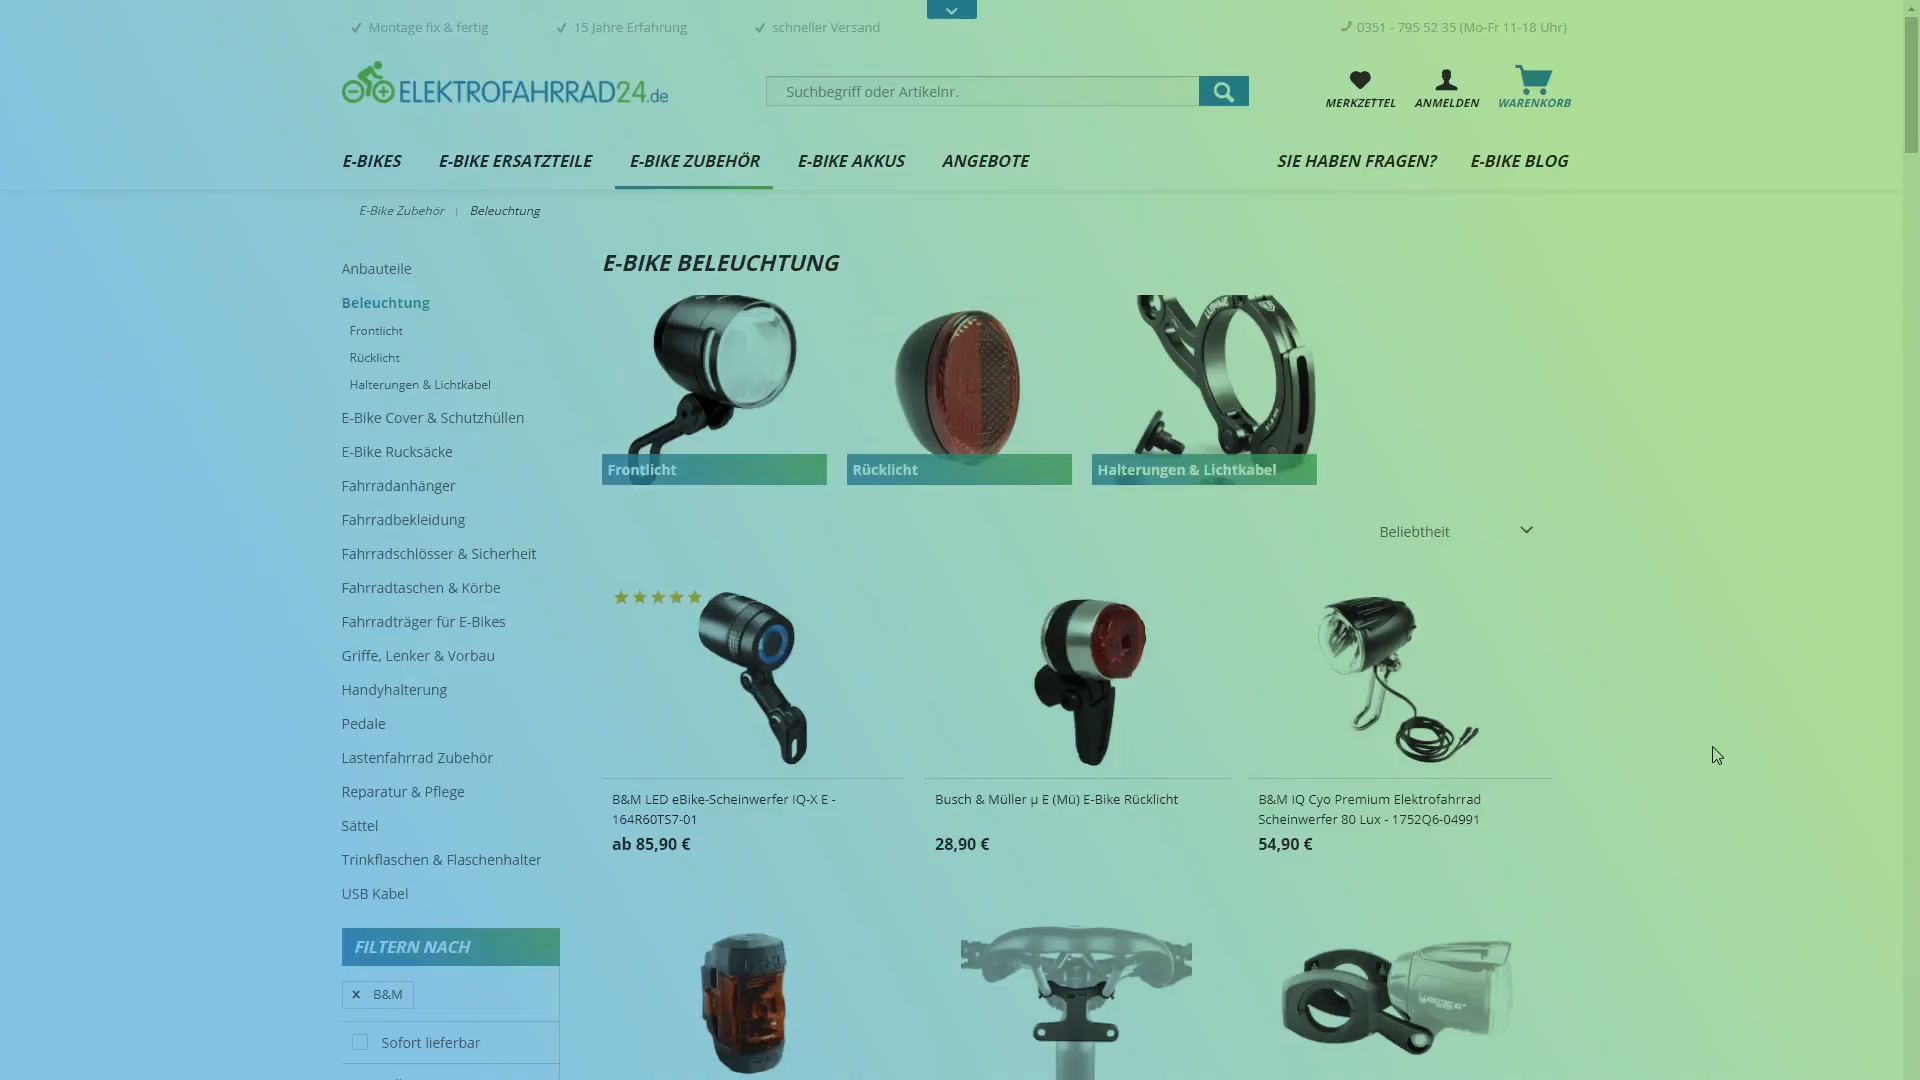 Montage fix & fertig
15 Jahre Erfahrung
schneller Versand
0351 - 795 52 35 (Mo-Fr 11-18 Uhr)
ELEKTROFAHRRAD24.de
Suchbegriff oder Artikelnr.
MERKZETTEL
ANMELDEN
WARENKORB
E-BIKES
E-BIKE ERSATZTEILE
E-BIKE ZUBEHÖR
E-BIKE AKKUS
ANGEBOTE
SIE HABEN FRAGEN?
E-BIKE BLOG
E-Bike Zubehör | Beleuchtung
Anbauteile
Beleuchtung
Frontlicht
Rücklicht
Halterungen & Lichtkabel
E-Bike Cover & Schutzhüllen
E-Bike Rucksäcke
Fahrradanhänger
Fahrradbekleidung
Fahrradschlösser & Sicherheit
Fahrradtaschen & Körbe
Fahrradträger für E-Bikes
Griffe, Lenker & Vorbau
Handyhalterung
Pedale
Lastenfahrrad Zubehör
Reparatur & Pflege
Sättel
Trinkflaschen & Flaschenhalter
USB Kabel
FILTERN NACH
× B&M
Sofort lieferbar
E-BIKE BELEUCHTUNG
LUPINE
Frontlicht
Rücklicht
Halterungen & Lichtkabel
Beliebtheit
B&M LED eBike-Scheinwerfer IQ-X E -
164R60TS7-01
ab 85,90 €
Busch & Müller µ E (Mü) E-Bike Rücklicht
28,90 €
B&M IQ Cyo Premium Elektrofahrrad
Scheinwerfer 80 Lux - 1752Q6-04991
54,90 €